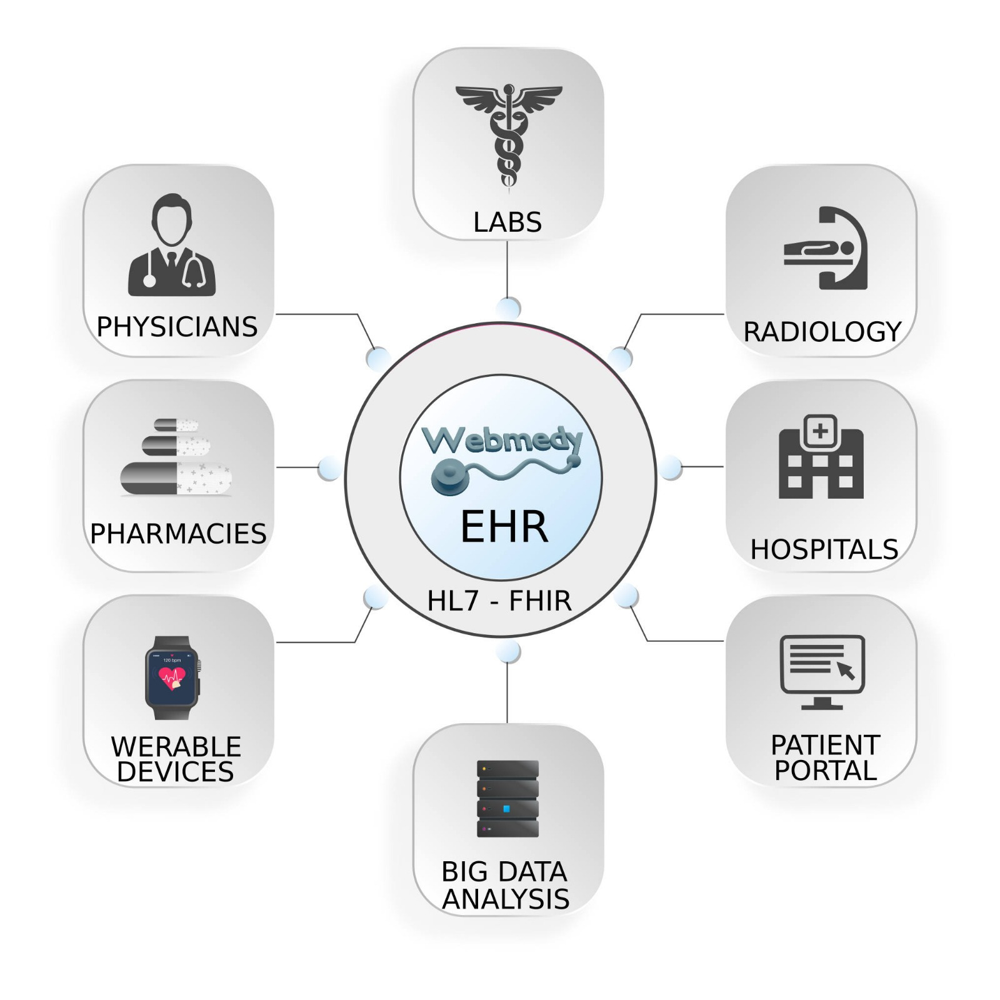 LABS
PHYSICIANS
RADIOLOGY
PHARMACIES
Webmedy
EHR
HL7 - FHIR
HOSPITALS
120 bpm
WERABLE
DEVICES
PATIENT
PORTAL
BIG DATA
ANALYSIS